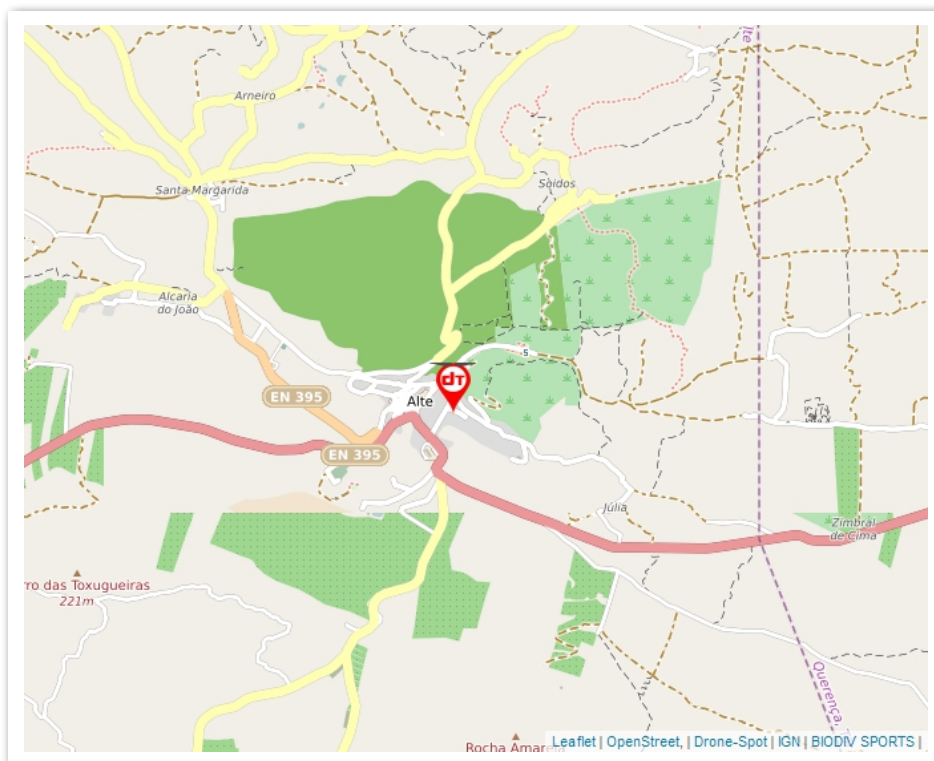 Alte
Arneiro
Santa Margarida
Soidos
Alcaria
do João
EN 395
dT
5
Alte
EN 395
Júlia
Zimbral
de Cima
ro das Toxugueiras
221m
Querença, T
Rocha Amarela
Leaflet | OpenStreet, | Drone-Spot | IGN | BIODIV SPORTS |